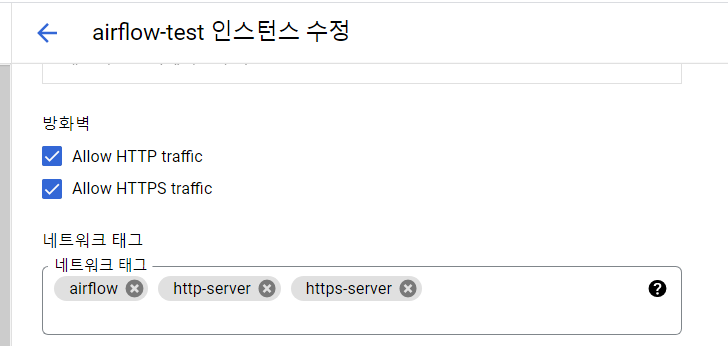 airflow-test 인스턴스 수정
방화벽
Allow HTTP traffic
Allow HTTPS traffic
네트워크 태그
네트워크 태그
airflow http-server https-server